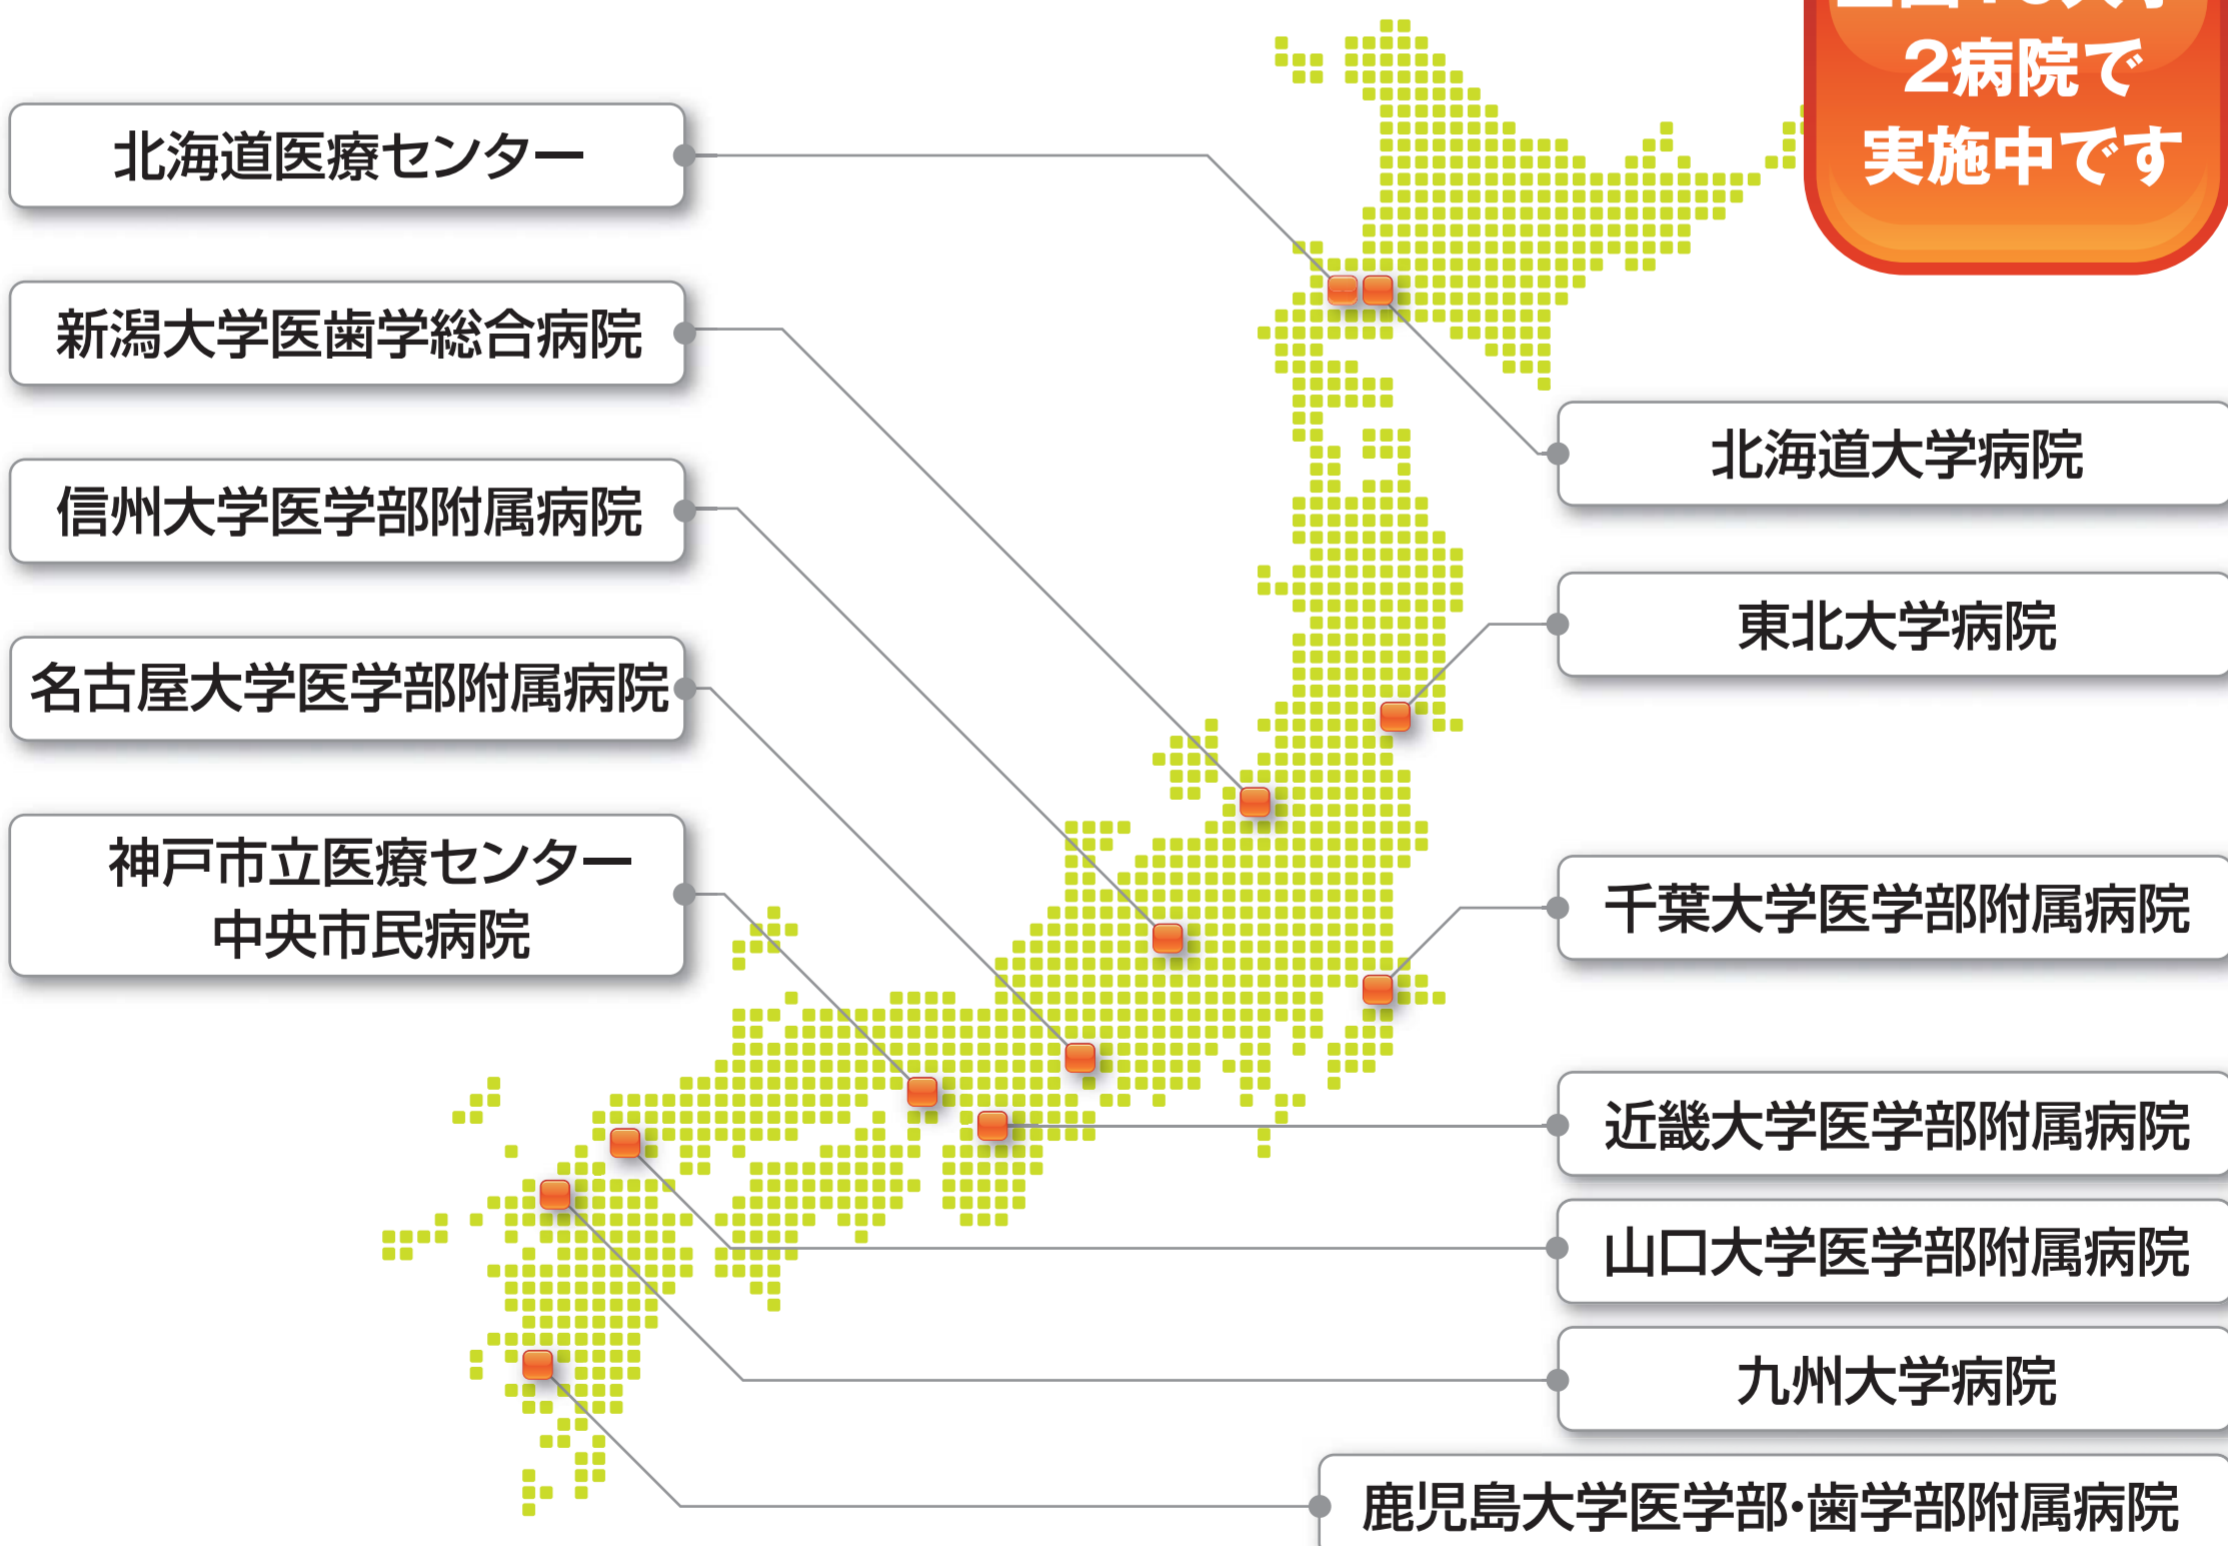 2病院で
実施中です
北海道医療センター
新潟大学医歯学総合病院
信州大学医学部附属病院
名古屋大学医学部附属病院
神戸市立医療センター
中央市民病院
北海道大学病院
東北大学病院
千葉大学医学部附属病院
近畿大学医学部附属病院
山口大学医学部附属病院
九州大学病院
鹿児島大学医学部・歯学部附属病院